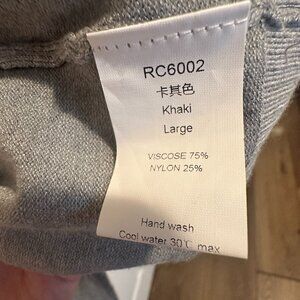 RC6002
卡其色
Khaki
Large
VISCOSE 75%
NYLON 25%
Hand wash
Cool water 30℃ max